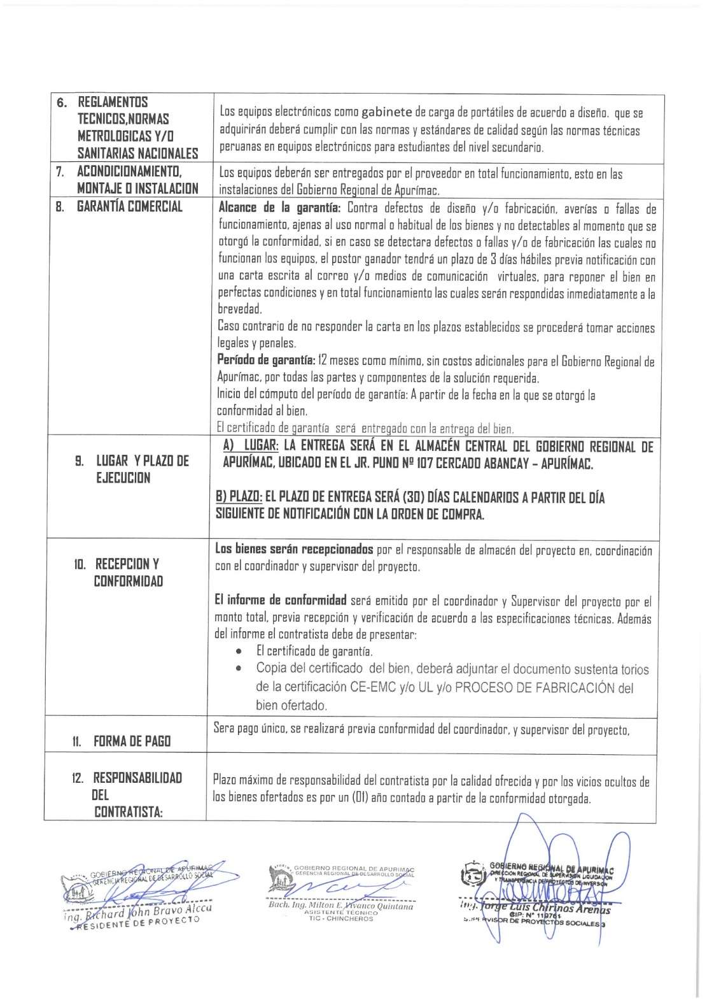 6. REGLAMENTOS
TECNICOS,NORMAS
METROLOGICAS Y/O
SANITARIAS NACIONALES
Los equipos electrónicos como gabinete de carga de portátiles de acuerdo a diseño. que se
adquirirán deberá cumplir con las normas y estándares de calidad según las normas técnicas
peruanas en equipos electrónicos para estudiantes del nivel secundario.
7. ACONDICIONAMIENTO,
MONTAJE O INSTALACION
Los equipos deberán ser entregados por el proveedor en total funcionamiento, esto en las
instalaciones del Gobierno Regional de Apurímac.
8. GARANTÍA COMERCIAL
Alcance de la garantía: Contra defectos de diseño y/o fabricación, averías o fallas de
funcionamiento, ajenas al uso normal o habitual de los bienes y no detectables al momento que se
otorgó la conformidad, si en caso se detectara defectos o fallas y/o de fabricación las cuales no
funcionan los equipos, el postor ganador tendrá un plazo de 3 días hábiles previa notificación con
una carta escrita al correo y/o medios de comunicación virtuales, para reponer el bien en
perfectas condiciones y en total funcionamiento las cuales serán respondidas inmediatamente a la
brevedad.
Caso contrario de no responder la carta en los plazos establecidos se procederá tomar acciones
legales y penales.
Período de garantía: 12 meses como mínimo, sin costos adicionales para el Gobierno Regional de
Apurímac, por todas las partes y componentes de la solución requerida.
Inicio del cómputo del período de garantía: A partir de la fecha en la que se otorgó la
conformidad al bien.
El certificado de garantía será entregado con la entrega del bien.
9. LUGAR Y PLAZO DE
EJECUCION
A) LUGAR: LA ENTREGA SERÁ EN EL ALMACÉN CENTRAL DEL GOBIERNO REGIONAL DE
APURÍMAC, UBICADO EN EL JR. PUNO Nº 107 CERCADO ABANCAY – APURÍMAC.
B) PLAZO: EL PLAZO DE ENTREGA SERÁ (30) DÍAS CALENDARIOS A PARTIR DEL DÍA
SIGUIENTE DE NOTIFICACIÓN CON LA ORDEN DE COMPRA.
10. RECEPCION Y
CONFORMIDAD
Los bienes serán recepcionados por el responsable de almacén del proyecto en, coordinación
con el coordinador y supervisor del proyecto.
El informe de conformidad será emitido por el coordinador y Supervisor del proyecto por el
monto total, previa recepción y verificación de acuerdo a las especificaciones técnicas. Además
del informe el contratista debe de presentar:
• El certificado de garantía.
• Copia del certificado del bien, deberá adjuntar el documento sustenta torios
de la certificación CE-EMC y/o UL y/o PROCESO DE FABRICACIÓN del
bien ofertado.
11. FORMA DE PAGO
Sera pago único, se realizará previa conformidad del coordinador, y supervisor del proyecto,
12. RESPONSABILIDAD
DEL
CONTRATISTA:
Plazo máximo de responsabilidad del contratista por la calidad ofrecida y por los vicios ocultos de
los bienes ofertados es por un (01) año contado a partir de la conformidad otorgada.
GOBIERNO REGIONAL DE APURIMAC
GERENCIA REGIONAL DE DESARROLLO SOCIAL
Ing. Richard John Bravo Alccu
RESIDENTE DE PROYECTO
GOBIERNO REGIONAL DE APURIMAC
GERENCIA REGIONAL DE DESARROLLO SOCIAL
Bach. Ing. Milton E. Vivanco Quintana
ASISTENTE TÉCNICO
TIC - CHINCHEROS
GOBIERNO REGIONAL DE APURIMAC
DIRECCION REGIONAL DE SUPERVISION LIQUIDACION
Y TRANSFERENCIA DE PROYECTOS DE INVERSION
Ing. Jorge Luis Chirinos Arenas
CIP: N° 119761
SUPERVISOR DE PROYECTOS SOCIALES 3